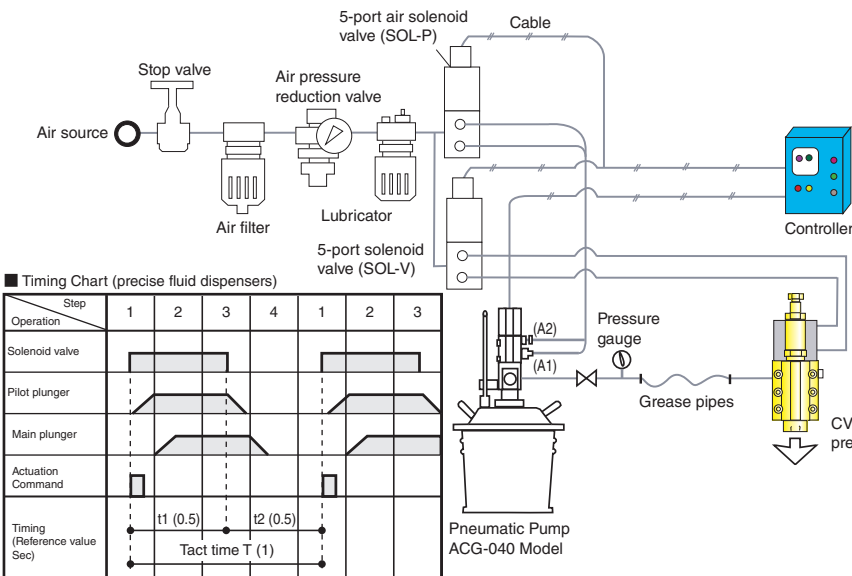 5-port air solenoid
valve (SOL-P)
Cable
Stop valve
Air pressure
reduction valve
Air source
Air filter
Lubricator
Controller
5-port solenoid
valve (SOL-V)
(A2)
(A1)
Pressure
gauge
Grease pipes
CV
pre
Pneumatic Pump
ACG-040 Model
■ Timing Chart (precise fluid dispensers)
Step
Operation
1 2 3 4 1 2 3
Solenoid valve
Pilot plunger
Main plunger
Actuation
Command
Timing
(Reference value
Sec)
t1 (0.5) t2 (0.5)
Tact time T (1)